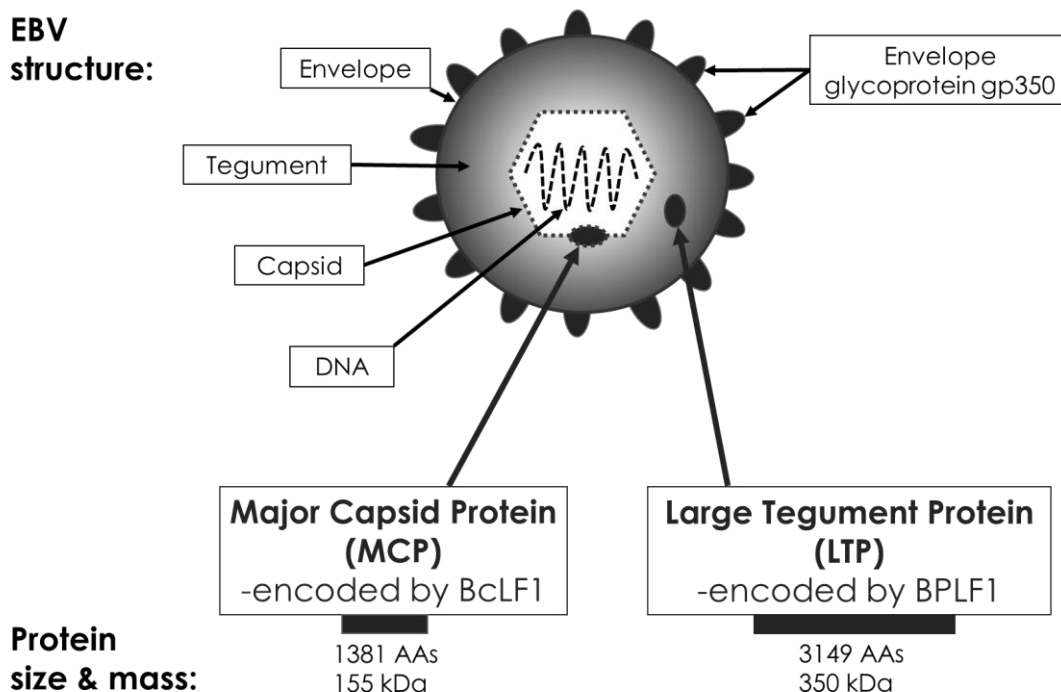 EBV
structure:
Envelope
Envelope
glycoprotein gp350
Tegument
Capsid
DNA
Major Capsid Protein
(MCP)
-encoded by BcLF1
Large Tegument Protein
(LTP)
-encoded by BPLF1
Protein
size & mass:
1381 AAs
155 kDa
3149 AAs
350 kDa